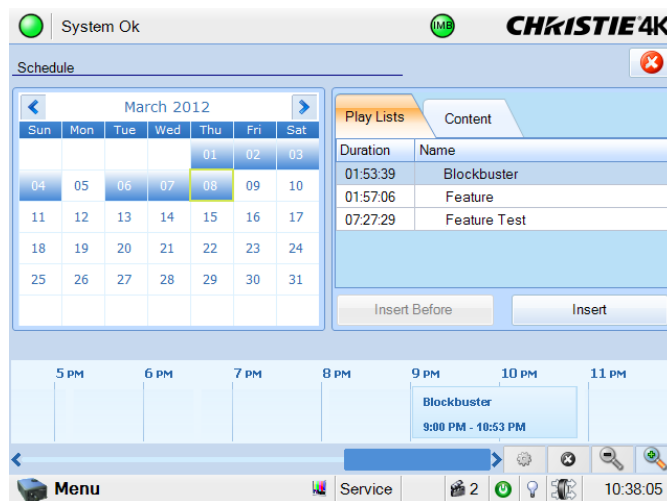 System Ok IMB CHRISTIE 4K
Schedule
March 2012
Sun Mon Tue Wed Thu Fri Sat
01 02 03
04 05 06 07 08 09 10
11 12 13 14 15 16 17
18 19 20 21 22 23 24
25 26 27 28 29 30 31
Play Lists Content
Duration Name
01:53:39 Blockbuster
01:57:06 Feature
07:27:29 Feature Test
Insert Before Insert
5 PM 6 PM 7 PM 8 PM 9 PM 10 PM 11 PM
Blockbuster
9:00 PM - 10:53 PM
Menu Service 2 10:38:05